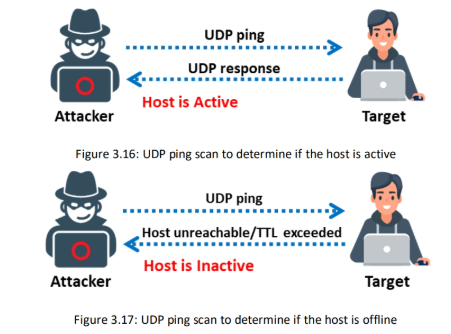 UDP ping
UDP response
Host is Active
Attacker
Target
Figure 3.16: UDP ping scan to determine if the host is active
UDP ping
Host unreachable/TTL exceeded
Host is Inactive
Attacker
Target
Figure 3.17: UDP ping scan to determine if the host is offline